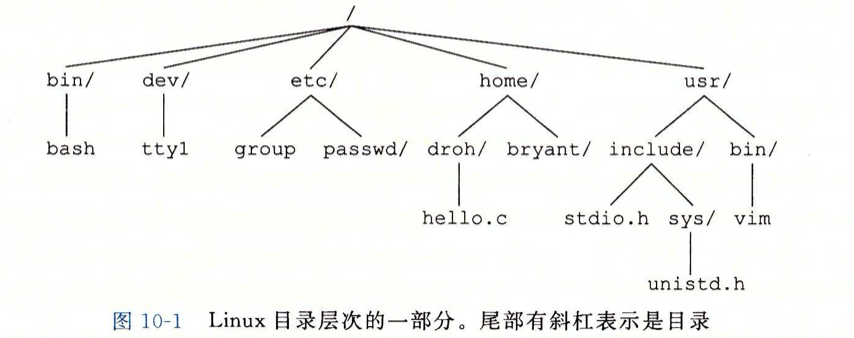 /
bin/ dev/ etc/ home/ usr/
bash tty1 group passwd/ droh/ bryant/ include/ bin/
hello.c stdio.h sys/ vim
unistd.h
图 10-1 Linux 目录层次的一部分。尾部有斜杠表示是目录